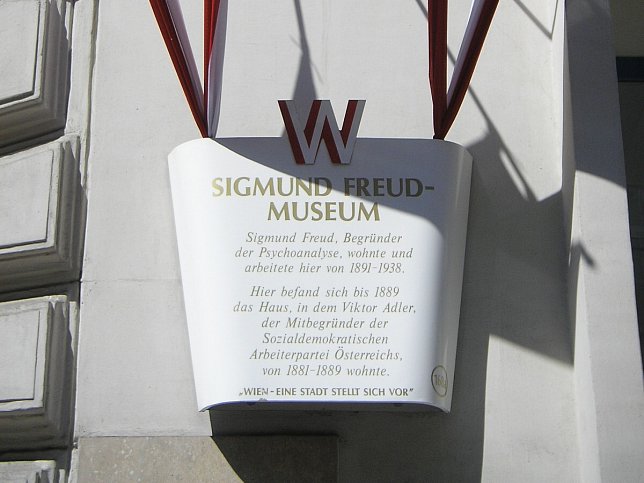 W
SIGMUND FREUD-
MUSEUM
Sigmund Freud, Begründer
der Psychoanalyse, wohnte und
arbeitete hier von 1891-1938.
Hier befand sich bis 1889
das Haus, in dem Viktor Adler,
der Mitbegründer der
Sozialdemokratischen
Arbeiterpartei Österreichs,
von 1881-1889 wohnte.
„WIEN - EINE STADT STELLT SICH VOR"